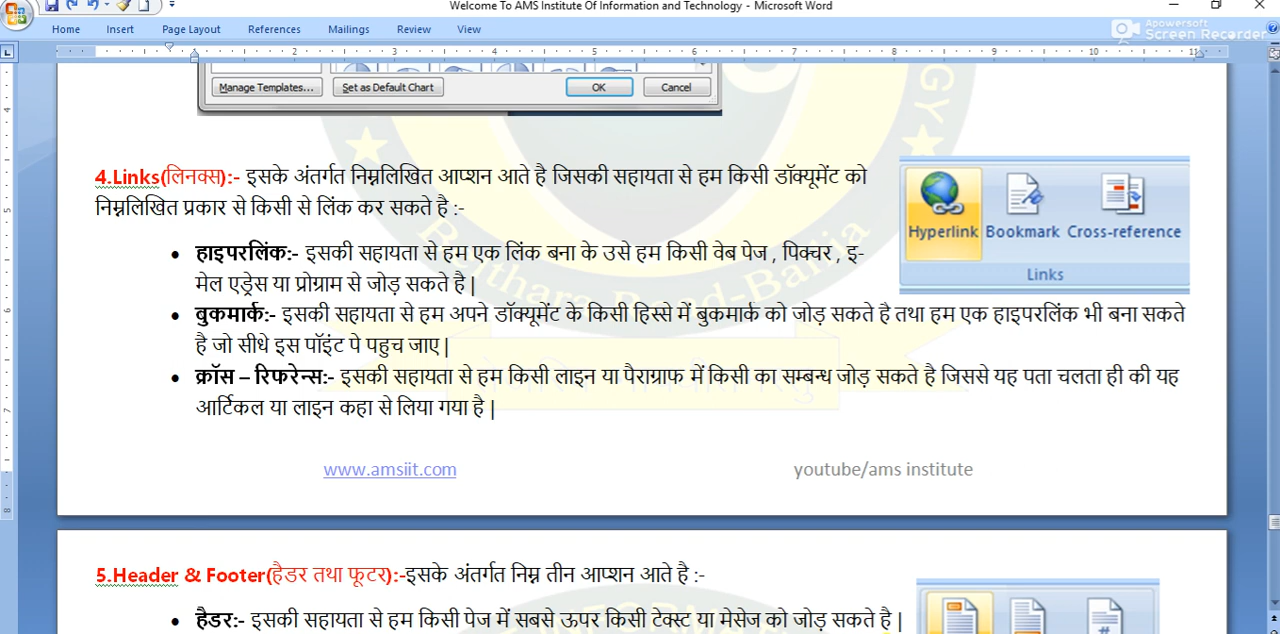 Welcome To AMS Institute Of Information and Technology - Microsoft Word
Home Insert Page Layout References Mailings Review View
Apowersoft
Screen Recorder
Manage Templates... Set as Default Chart OK Cancel
4.Links(लिनक्स):- इसके अंतर्गत निम्नलिखित आप्शन आते है जिसकी सहायता से हम किसी डॉक्यूमेंट को
निम्नलिखित प्रकार से किसी से लिंक कर सकते है :-
Hyperlink Bookmark Cross-reference
Links
• हाइपरलिंक:- इसकी सहायता से हम एक लिंक बना के उसे हम किसी वेब पेज , पिक्चर , इ-
मेल एड्रेस या प्रोग्राम से जोड़ सकते है |
• बुकमार्क:- इसकी सहायता से हम अपने डॉक्यूमेंट के किसी हिस्से में बुकमार्क को जोड़ सकते है तथा हम एक हाइपरलिंक भी बना सकते
है जो सीधे इस पॉइंट पे पहुच जाए |
• क्रॉस – रिफरेन्स:- इसकी सहायता से हम किसी लाइन या पैराग्राफ में किसी का सम्बन्ध जोड़ सकते है जिससे यह पता चलता ही की यह
आर्टिकल या लाइन कहा से लिया गया है |
www.amsiit.com youtube/ams institute
5.Header & Footer(हैडर तथा फूटर):-इसके अंतर्गत निम्न तीन आप्शन आते है :-
• हैडर:- इसकी सहायता से हम किसी पेज में सबसे ऊपर किसी टेक्स्ट या मेसेज को जोड़ सकते है |